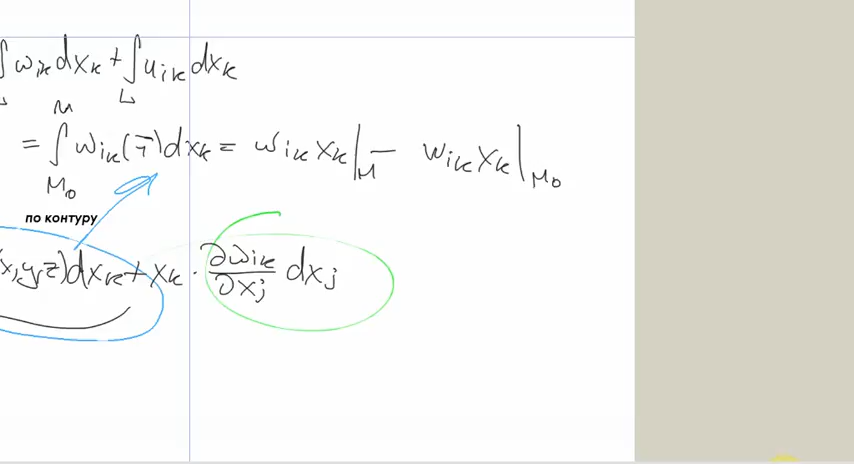 ∫ ω_ik dx_k + ∫_L u_ik dx_k
= ∫_{M_0}^{M} ω_ik(r̄) dx_k = ω_ik x_k |_M − ω_ik x_k |_{M_0}
по контуру
x,y,z) dx_k + x_k · ∂ω_ik/∂x_j dx_j